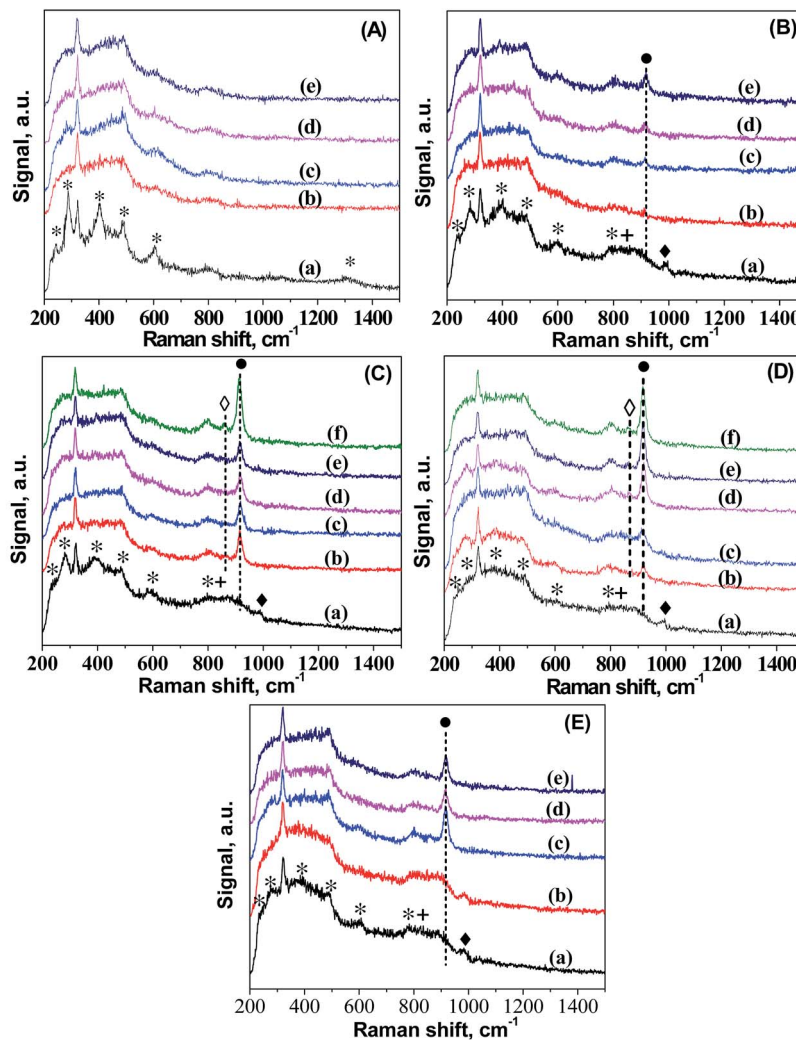 (A)
(e)
(d)
(c)
(b)
(a)
* * * * * *
Signal, a.u.
200 400 600 800 1000 1200 1400
Raman shift, cm-1
(B)
●
(e)
(d)
(c)
(b)
(a)
* * * * * *+ ♦
Signal, a.u.
200 400 600 800 1000 1200 1400
Raman shift, cm-1
(C)
◊ ●
(f)
(e)
(d)
(c)
(b)
(a)
* * * * * *+ ♦
Signal, a.u.
200 400 600 800 1000 1200 1400
Raman shift, cm-1
(D)
◊ ●
(f)
(e)
(d)
(c)
(b)
(a)
* * * * * *+ ♦
Signal, a.u.
200 400 600 800 1000 1200 1400
Raman shift, cm-1
(E)
●
(e)
(d)
(c)
(b)
(a)
* * * * * *+ ♦
Signal, a.u.
200 400 600 800 1000 1200 1400
Raman shift, cm-1